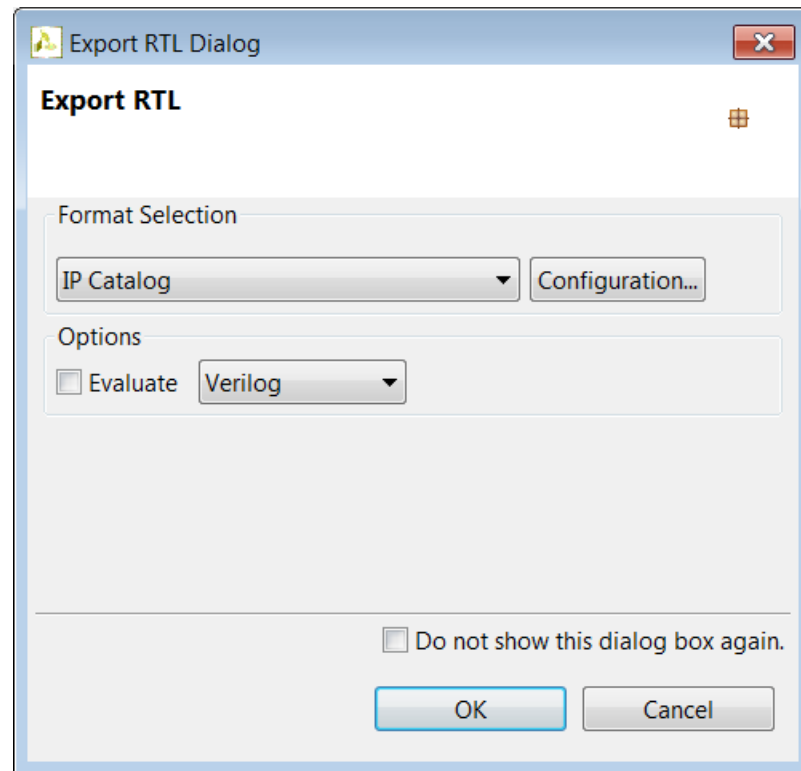 Export RTL Dialog
Export RTL
Format Selection
IP Catalog
Configuration...
Options
Evaluate
Verilog
Do not show this dialog box again.
OK
Cancel